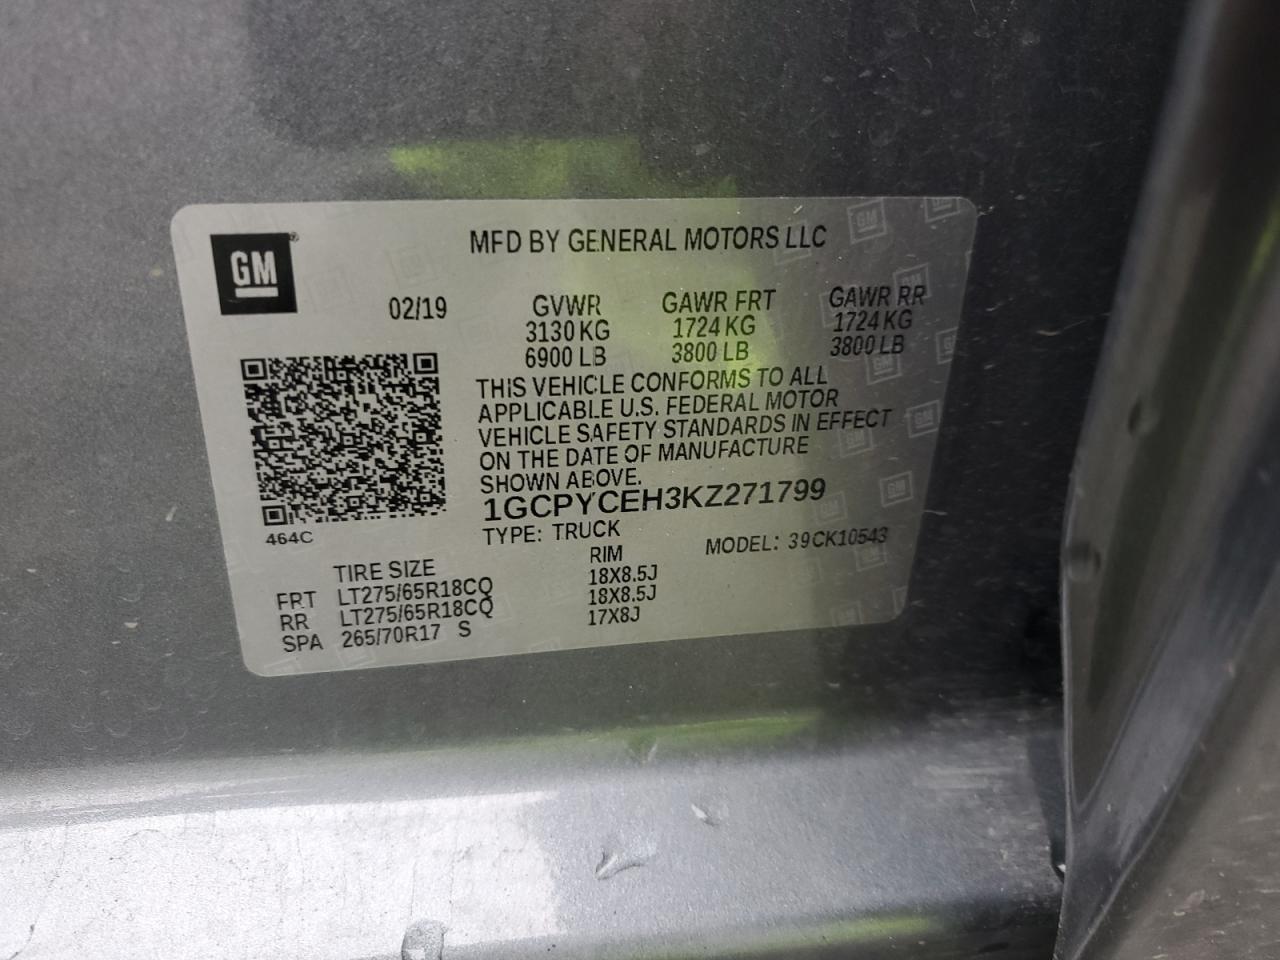 GM
MFD BY GENERAL MOTORS LLC
02/19 GVWR GAWR FRT GAWR RR
3130 KG 1724 KG 1724 KG
6900 LB 3800 LB 3800 LB
THIS VEHICLE CONFORMS TO ALL
APPLICABLE U.S. FEDERAL MOTOR
VEHICLE SAFETY STANDARDS IN EFFECT
ON THE DATE OF MANUFACTURE
SHOWN ABOVE.
1GCPYCEH3KZ271799
464C
TYPE: TRUCK MODEL: 39CK10543
TIRE SIZE RIM
FRT LT275/65R18CQ 18X8.5J
RR LT275/65R18CQ 18X8.5J
SPA 265/70R17 S 17X8J